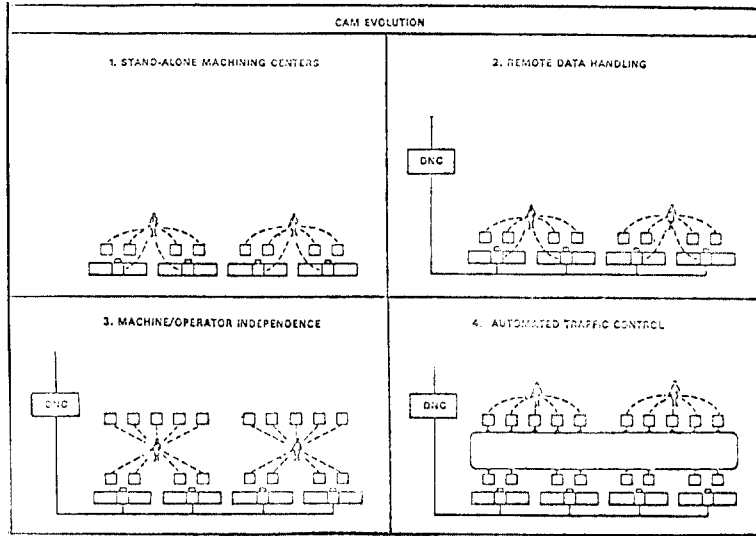 CAM EVOLUTION
1. STAND-ALONE MACHINING CENTERS
2. REMOTE DATA HANDLING
DNC
3. MACHINE/OPERATOR INDEPENDENCE
4. AUTOMATED TRAFFIC CONTROL
DNC
DNC